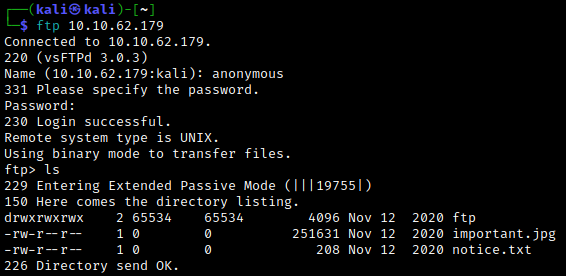 ┌──(kali㉿kali)-[~]
└─$ ftp 10.10.62.179
Connected to 10.10.62.179.
220 (vsFTPd 3.0.3)
Name (10.10.62.179:kali): anonymous
331 Please specify the password.
Password:
230 Login successful.
Remote system type is UNIX.
Using binary mode to transfer files.
ftp> ls
229 Entering Extended Passive Mode (|||19755|)
150 Here comes the directory listing.
drwxrwxrwx    2 65534    65534        4096 Nov 12  2020 ftp
-rw-r--r--    1 0        0          251631 Nov 12  2020 important.jpg
-rw-r--r--    1 0        0             208 Nov 12  2020 notice.txt
226 Directory send OK.